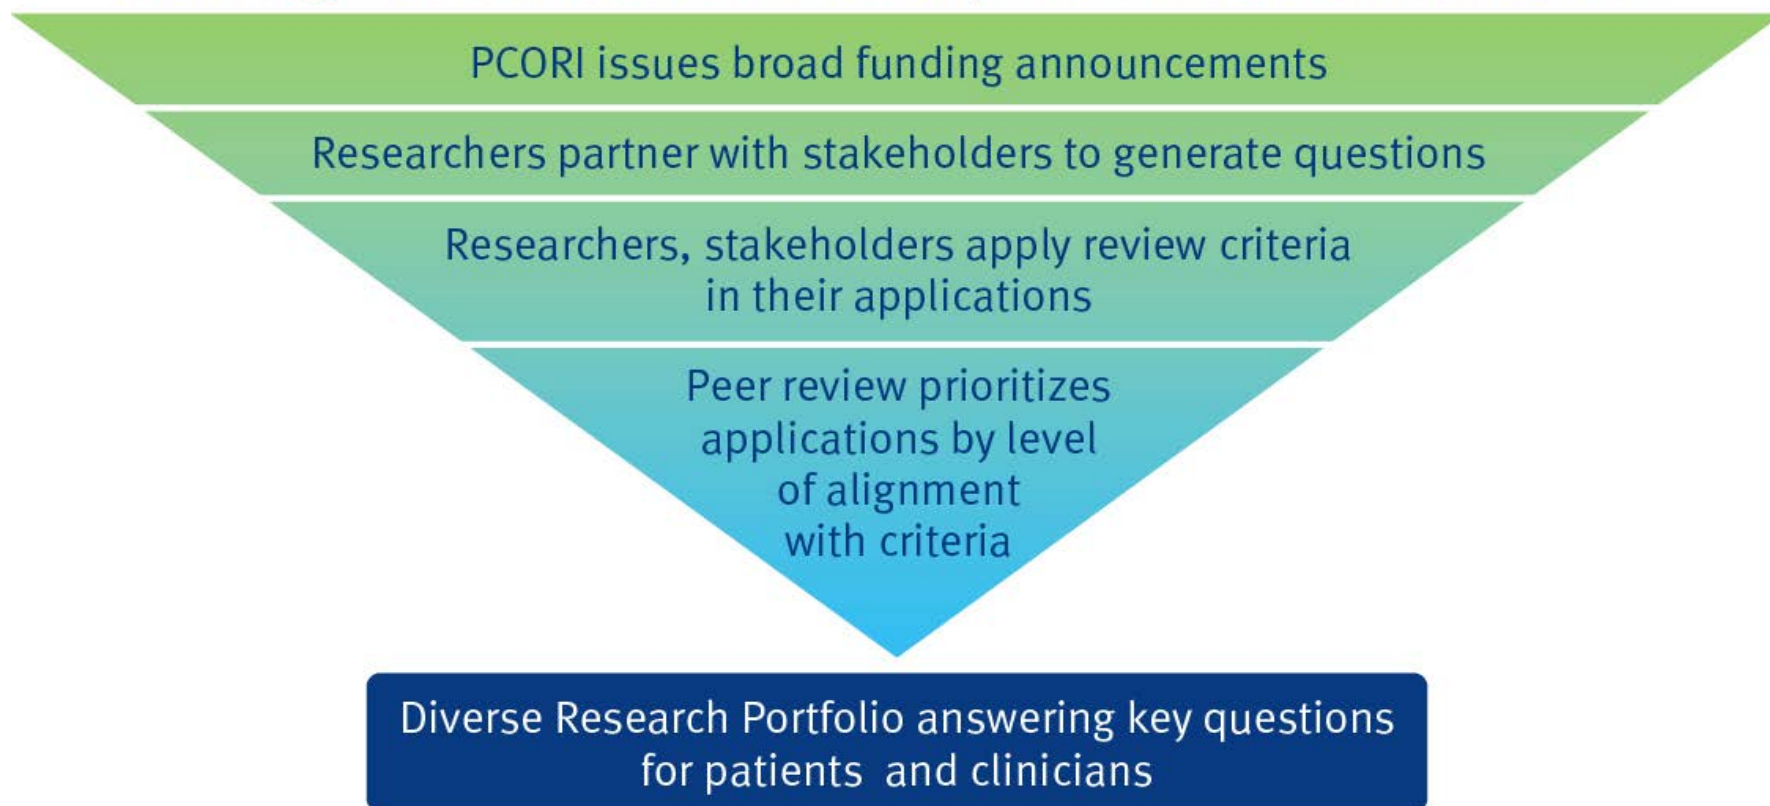 PCORI issues broad funding announcements
Researchers partner with stakeholders to generate questions
Researchers, stakeholders apply review criteria
in their applications
Peer review prioritizes
applications by level
of alignment
with criteria
Diverse Research Portfolio answering key questions
for patients  and clinicians